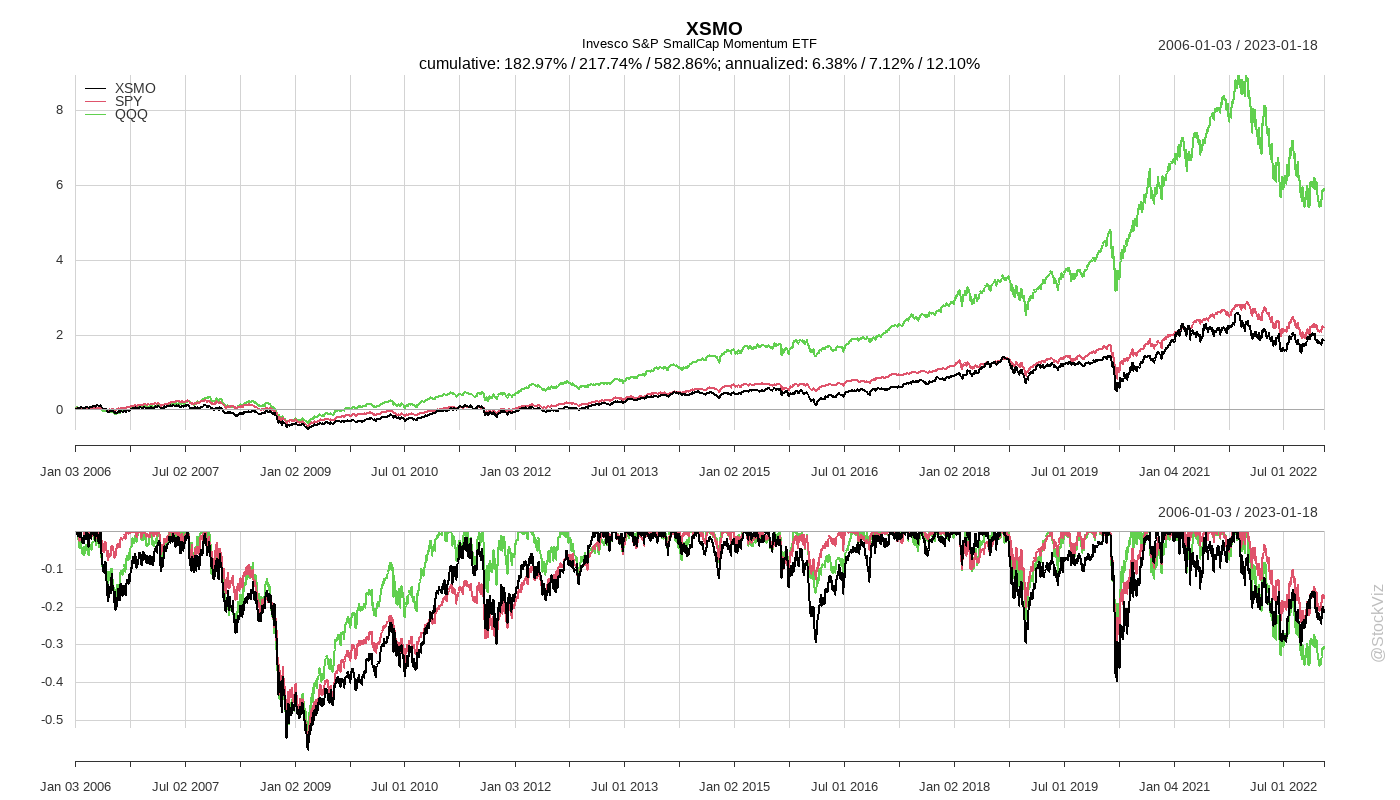 XSMO
Invesco S&P SmallCap Momentum ETF
2006-01-03 / 2023-01-18
cumulative: 182.97% / 217.74% / 582.86%; annualized: 6.38% / 7.12% / 12.10%
XSMO
SPY
QQQ
8
6
4
2
0
Jan 03 2006 Jul 02 2007 Jan 02 2009 Jul 01 2010 Jan 03 2012 Jul 01 2013 Jan 02 2015 Jul 01 2016 Jan 02 2018 Jul 01 2019 Jan 04 2021 Jul 01 2022
2006-01-03 / 2023-01-18
-0.1
-0.2
-0.3
-0.4
-0.5
Jan 03 2006 Jul 02 2007 Jan 02 2009 Jul 01 2010 Jan 03 2012 Jul 01 2013 Jan 02 2015 Jul 01 2016 Jan 02 2018 Jul 01 2019 Jan 04 2021 Jul 01 2022
@StockViz